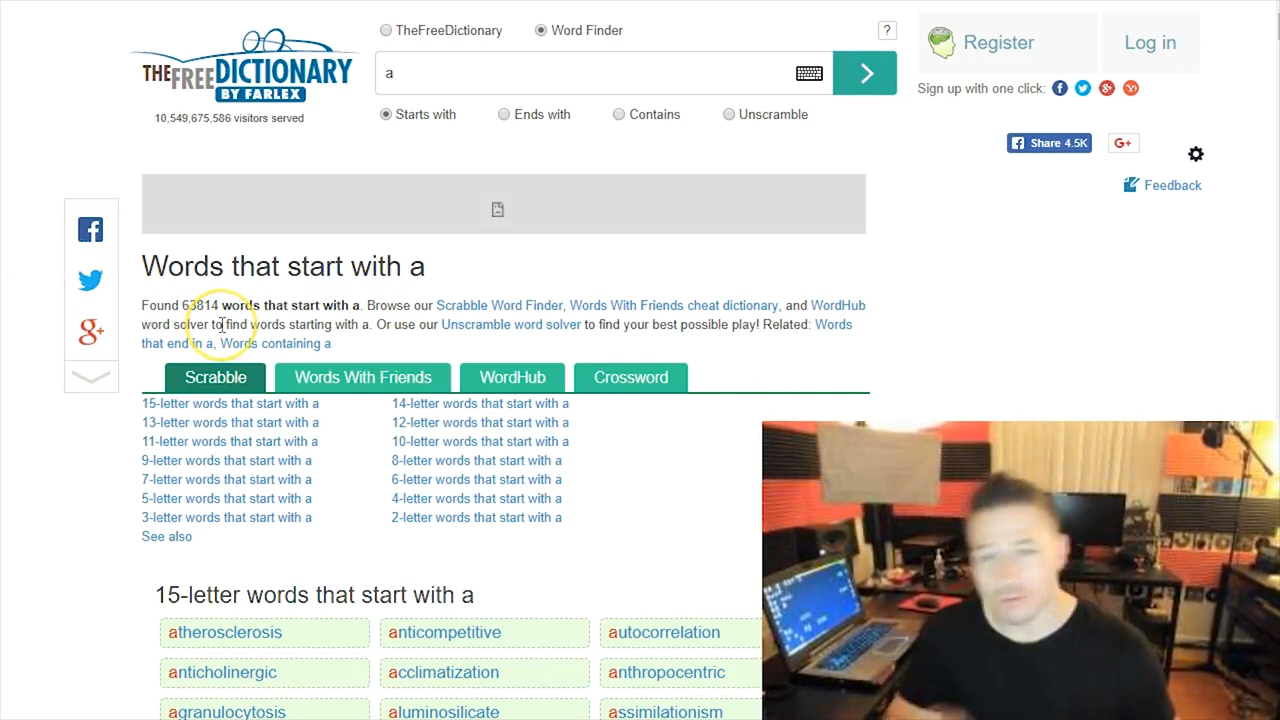 TheFreeDictionary
Word Finder
?
THE FREE DICTIONARY
BY FARLEX
10,549,675,586 visitors served
a
Starts with
Ends with
Contains
Unscramble
Register
Log in
Sign up with one click:
Share 4.5K
G+
Feedback
Words that start with a
Found 63814 words that start with a. Browse our Scrabble Word Finder, Words With Friends cheat dictionary, and WordHub
word solver to find words starting with a. Or use our Unscramble word solver to find your best possible play! Related: Words
that end in a, Words containing a
Scrabble
Words With Friends
WordHub
Crossword
15-letter words that start with a
14-letter words that start with a
13-letter words that start with a
12-letter words that start with a
11-letter words that start with a
10-letter words that start with a
9-letter words that start with a
8-letter words that start with a
7-letter words that start with a
6-letter words that start with a
5-letter words that start with a
4-letter words that start with a
3-letter words that start with a
2-letter words that start with a
See also
15-letter words that start with a
atherosclerosis
anticompetitive
autocorrelation
anticholinergic
acclimatization
anthropocentric
agranulocytosis
aluminosilicate
assimilationism